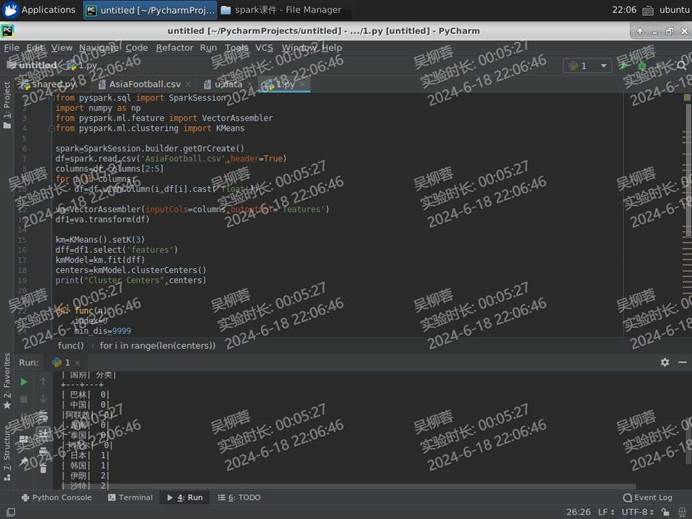 Applications
untitled [~/PycharmProj...
spark课件 - File Manager
22:06
ubuntu
untitled [~/PycharmProjects/untitled] - .../1.py [untitled] - PyCharm
File Edit View Navigate Code Refactor Run Tools VCS Window Help
untitled 1.py
1
shared.py AsiaFootball.csv u.data 1.py
1: Project
from pyspark.sql import SparkSession
import numpy as np
from pyspark.ml.feature import VectorAssembler
from pyspark.ml.clustering import KMeans
spark=SparkSession.builder.getOrCreate()
df=spark.read.csv('AsiaFootball.csv',header=True)
columns=df.columns[2:5]
for i in columns:
df=df.withColumn(i,df[i].cast('float'))
va=VectorAssembler(inputCols=columns,outputCol='features')
df1=va.transform(df)
km=KMeans().setK(3)
dff=df1.select('features')
kmModel=km.fit(dff)
centers=kmModel.clusterCenters()
print("Cluster Centers",centers)
def func(x):
index=0
min_dis=9999
func() for i in range(len(centers))
Run: 1
| 国别| 分类|
+---+---+
| 巴林| 0|
| 中国| 0|
|阿联酋| 0|
| 泰国| 0|
| 日本| 1|
| 韩国| 1|
| 伊朗| 2|
| 沙特| 2|
2: Favorites
7: Structure
Python Console Terminal 4: Run 6: TODO Event Log
26:26 LF UTF-8
吴柳蓉
实验时长: 00:05:27
2024-6-18 22:06:46